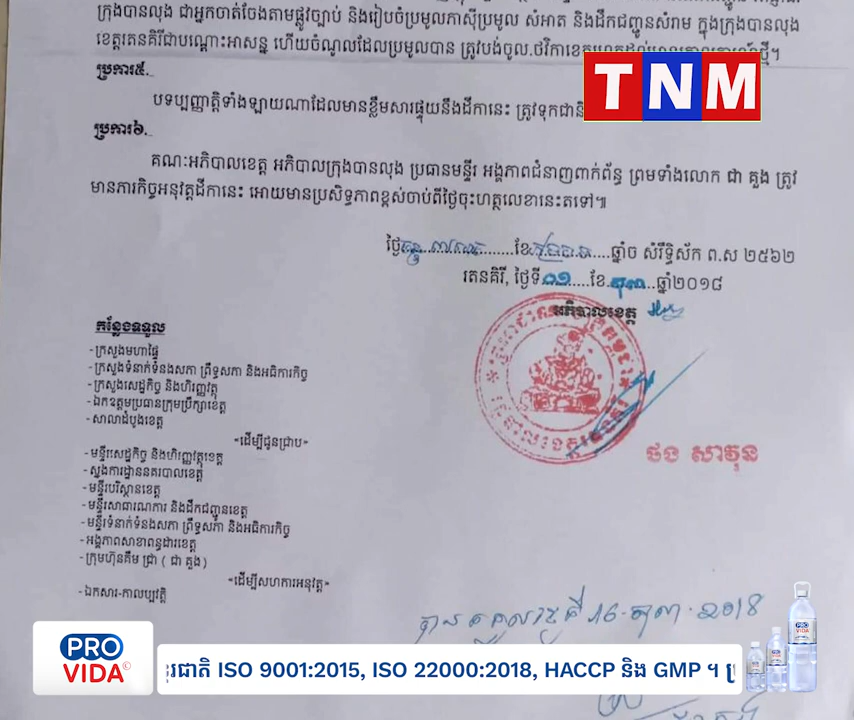 ក្រុងបានលុង ជាអ្នកចាត់ចែងតាមផ្លូវច្បាប់ និងរៀបចំប្រមូលភាស៊ីប្រមូល សំអាត និងដឹកជញ្ជូនសំរាម ក្នុងក្រុងបានលុង
ខេត្តរតនគិរីជាបណ្តោះអាសន្ន ហើយចំណូលដែលប្រមូលបាន ត្រូវបង់ចូល.ថវិកាខេត្ត
ប្រការ៥.
TNM
បទប្បញ្ញាត្តិទាំងឡាយណាដែលមានខ្លឹមសារផ្ទុយនឹងដីកានេះ ត្រូវទុកជា
ប្រការ៦.
គណៈអភិបាលខេត្ត អភិបាលក្រុងបានលុង ប្រធានមន្ទីរ អង្គភាពជំនាញពាក់ព័ន្ធ ព្រមទាំងលោក ជា គួង ត្រូវ
មានភារកិច្ចអនុវត្តដីកានេះ អោយមានប្រសិទ្ធភាពខ្ពស់ចាប់ពីថ្ងៃចុះហត្ថលេខានេះតទៅ៕
ថ្ងៃ ខែ ឆ្នាំច សំរឹទ្ធិស័ក ព.ស ២៥៦២
រតនគិរី, ថ្ងៃទី ០១ ខែ តុលា ឆ្នាំ២០១៨
អភិបាលខេត្ត
កន្លែងទទួល
-ក្រសួងមហាផ្ទៃ
-ក្រសួងទំនាក់ទំនងសភា ព្រឹទ្ធសភា និងអធិការកិច្ច
-ក្រសួងសេដ្ឋកិច្ច និងហិរញ្ញវត្ថុ
-ឯកឧត្តមប្រធានក្រុមប្រឹក្សាខេត្ត
-សាលាដំបូងខេត្ត
«ដើម្បីជូនជ្រាប»
ផង សាវុន
-មន្ទីរសេដ្ឋកិច្ច និងហិរញ្ញវត្ថុខេត្ត
-ស្នងការដ្ឋាននគរបាលខេត្ត
-មន្ទីរបរិស្ថានខេត្ត
-មន្ទីរសាធារណការ និងដឹកជញ្ជូនខេត្ត
-មន្ទីរទំនាក់ទំនងសភា ព្រឹទ្ធសភា និងអធិការកិច្ច
-អង្គភាពសាខាពន្ធដារខេត្ត
-ក្រុមហ៊ុនគឹម ជ្រា ( ជា គួង)
«ដើម្បីសហការអនុវត្ត»
-ឯកសារ-កាលប្បវត្តិ
16-តុលា-2018
PRO VIDA ©
ជាតិ ISO 9001:2015, ISO 22000:2018, HACCP និង GMP ។
PRO VIDA